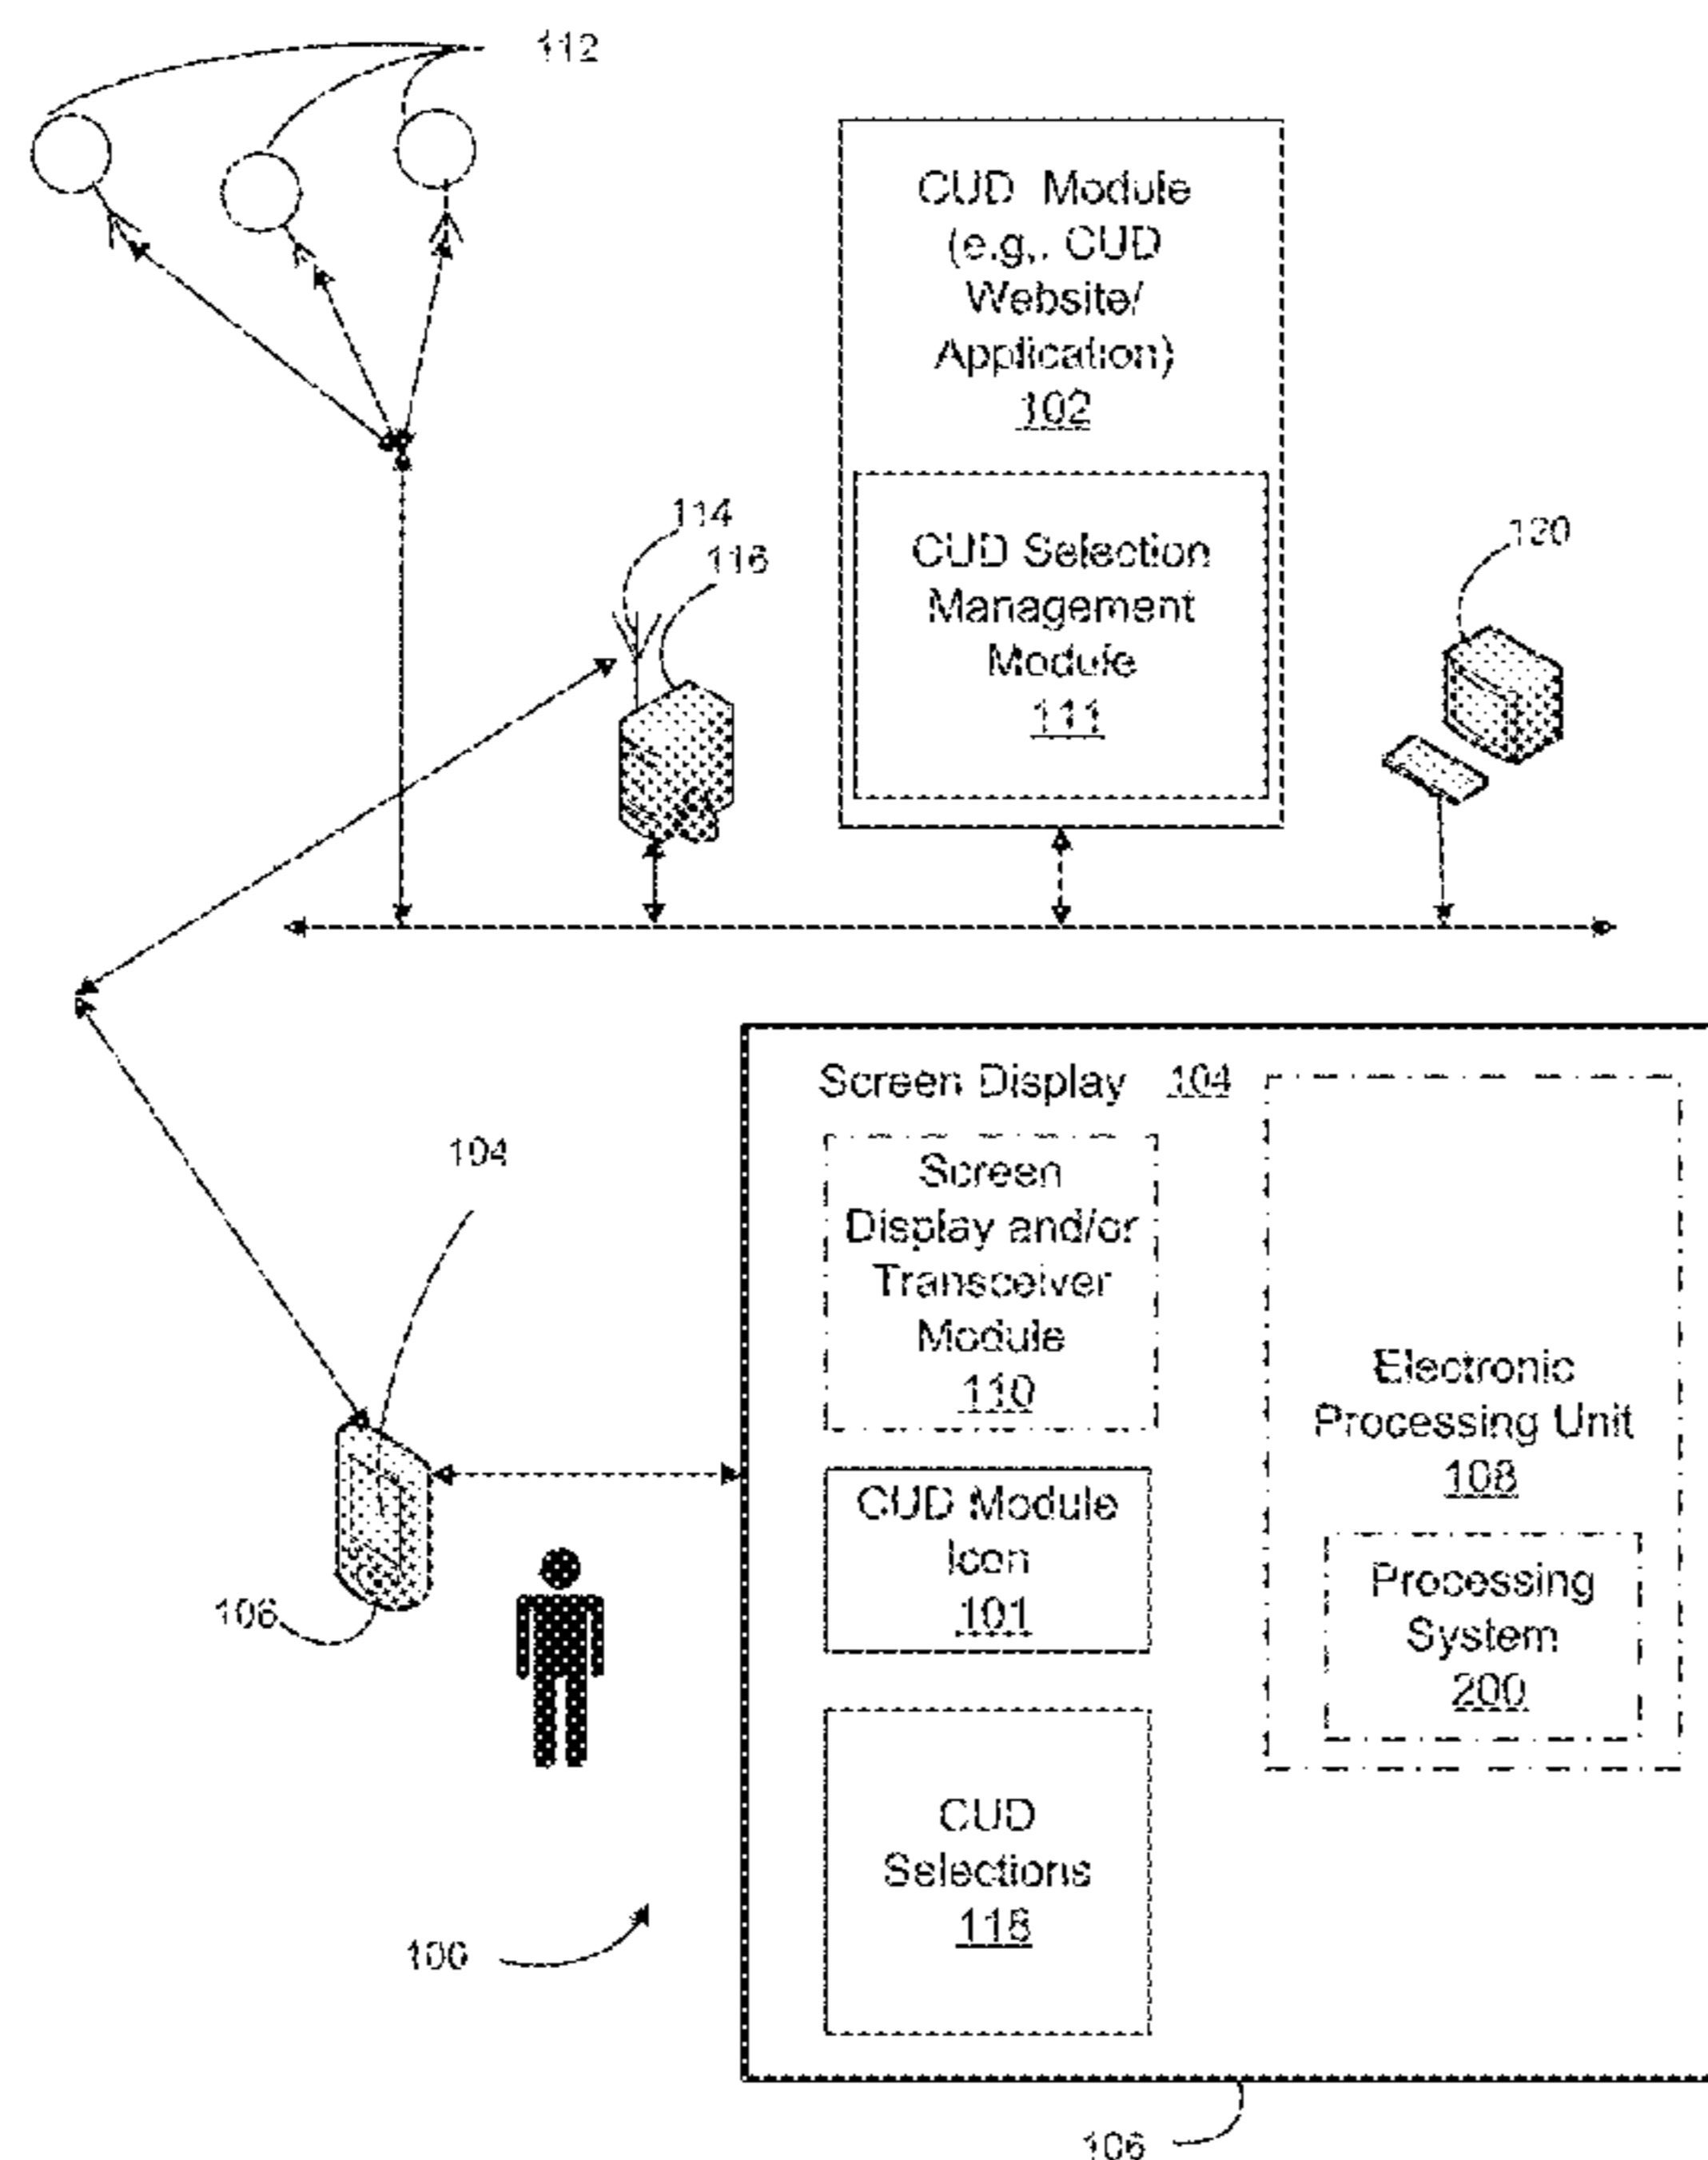 112
CUD Module
(e.g,. CUD
Website/
Application)
102
114
116
CUD Selection
Management
Module
111
120
Screen Display 104
Screen
Display and/or
Transceiver
Module
110
104
Electronic
Processing Unit
108
CUD Module
Icon
101
Processing
System
200
106
CUD
Selections
118
100
106